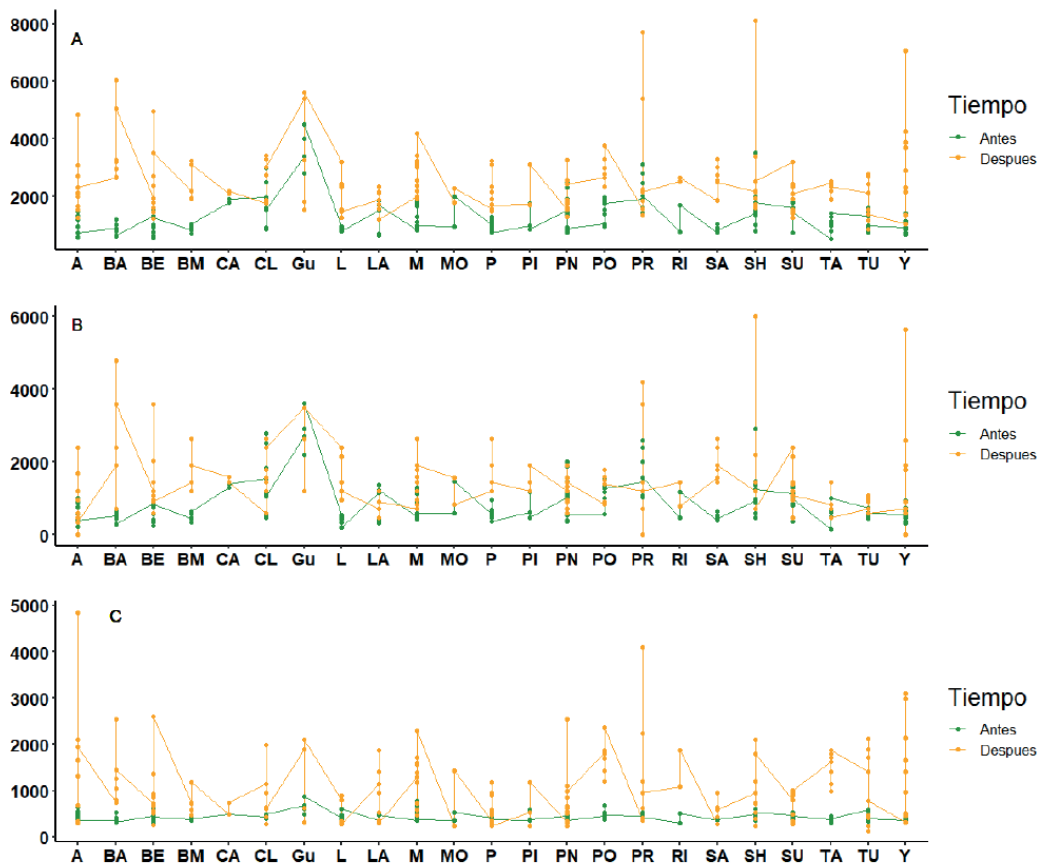 A
8000
6000
4000
2000
A BA BE BM CA CL Gu L LA M MO P PI PN PO PR RI SA SH SU TA TU Y
Tiempo
Antes
Despues
B
6000
4000
2000
0
A BA BE BM CA CL Gu L LA M MO P PI PN PO PR RI SA SH SU TA TU Y
Tiempo
Antes
Despues
C
5000
4000
3000
2000
1000
0
A BA BE BM CA CL Gu L LA M MO P PI PN PO PR RI SA SH SU TA TU Y
Tiempo
Antes
Despues